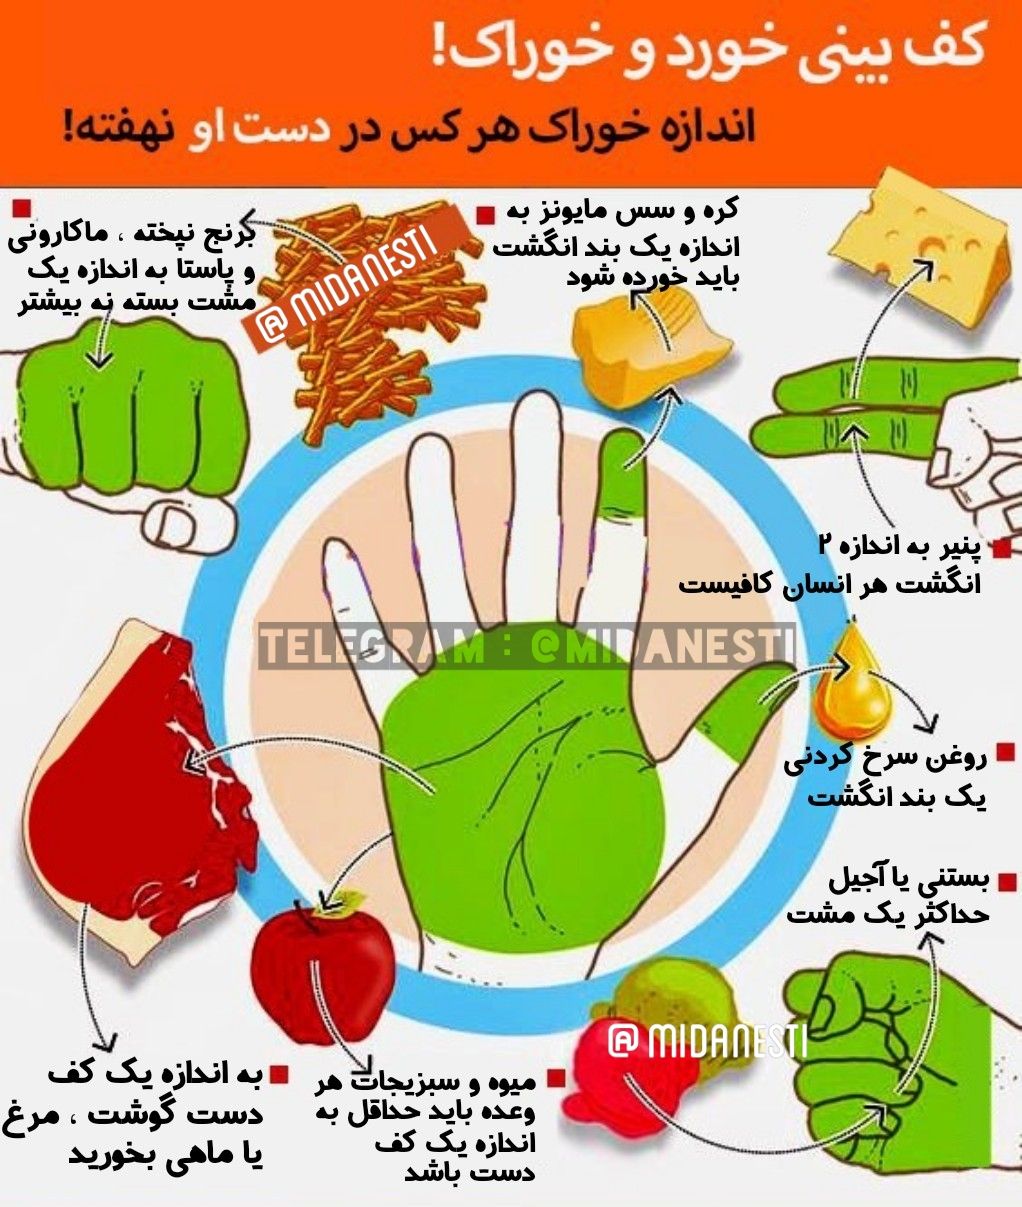 کف بینی خورد و خوراک!
اندازه خوراک هر کس در دست او نهفته!
کره و سس مایونز به
اندازه یک بند انگشت
باید خورده شود
برنج نپخته ، ماکارونی
و پاستا به اندازه یک
مشت بسته نه بیشتر
@ MIDANESTI
پنیر به اندازه ۲
انگشت هر انسان کافیست
TELEGRAM : @MIDANESTI
روغن سرخ کردنی
یک بند انگشت
بستنی یا آجیل
حداکثر یک مشت
@ MIDANESTI
میوه و سبزیجات هر
وعده باید حداقل به
اندازه یک کف
دست باشد
به اندازه یک کف
دست گوشت ، مرغ
یا ماهی بخورید